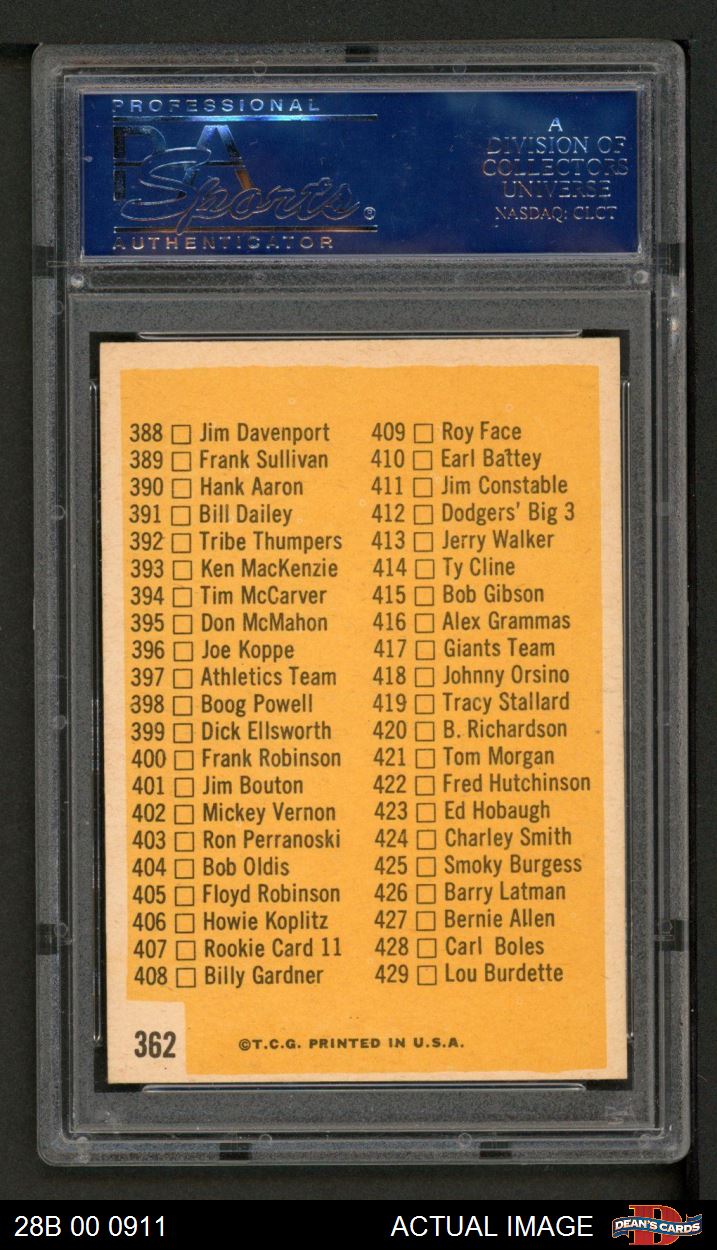 PROFESSIONAL
PSA
Sports®
AUTHENTICATOR
A
DIVISION OF
COLLECTORS
UNIVERSE
NASDAQ: CLCT
388 □ Jim Davenport
389 □ Frank Sullivan
390 □ Hank Aaron
391 □ Bill Dailey
392 □ Tribe Thumpers
393 □ Ken MacKenzie
394 □ Tim McCarver
395 □ Don McMahon
396 □ Joe Koppe
397 □ Athletics Team
398 □ Boog Powell
399 □ Dick Ellsworth
400 □ Frank Robinson
401 □ Jim Bouton
402 □ Mickey Vernon
403 □ Ron Perranoski
404 □ Bob Oldis
405 □ Floyd Robinson
406 □ Howie Koplitz
407 □ Rookie Card 11
408 □ Billy Gardner
409 □ Roy Face
410 □ Earl Battey
411 □ Jim Constable
412 □ Dodgers' Big 3
413 □ Jerry Walker
414 □ Ty Cline
415 □ Bob Gibson
416 □ Alex Grammas
417 □ Giants Team
418 □ Johnny Orsino
419 □ Tracy Stallard
420 □ B. Richardson
421 □ Tom Morgan
422 □ Fred Hutchinson
423 □ Ed Hobaugh
424 □ Charley Smith
425 □ Smoky Burgess
426 □ Barry Latman
427 □ Bernie Allen
428 □ Carl Boles
429 □ Lou Burdette
362
©T.C.G. PRINTED IN U.S.A.
28B 00 0911
ACTUAL IMAGE
D
DEAN'S CARDS